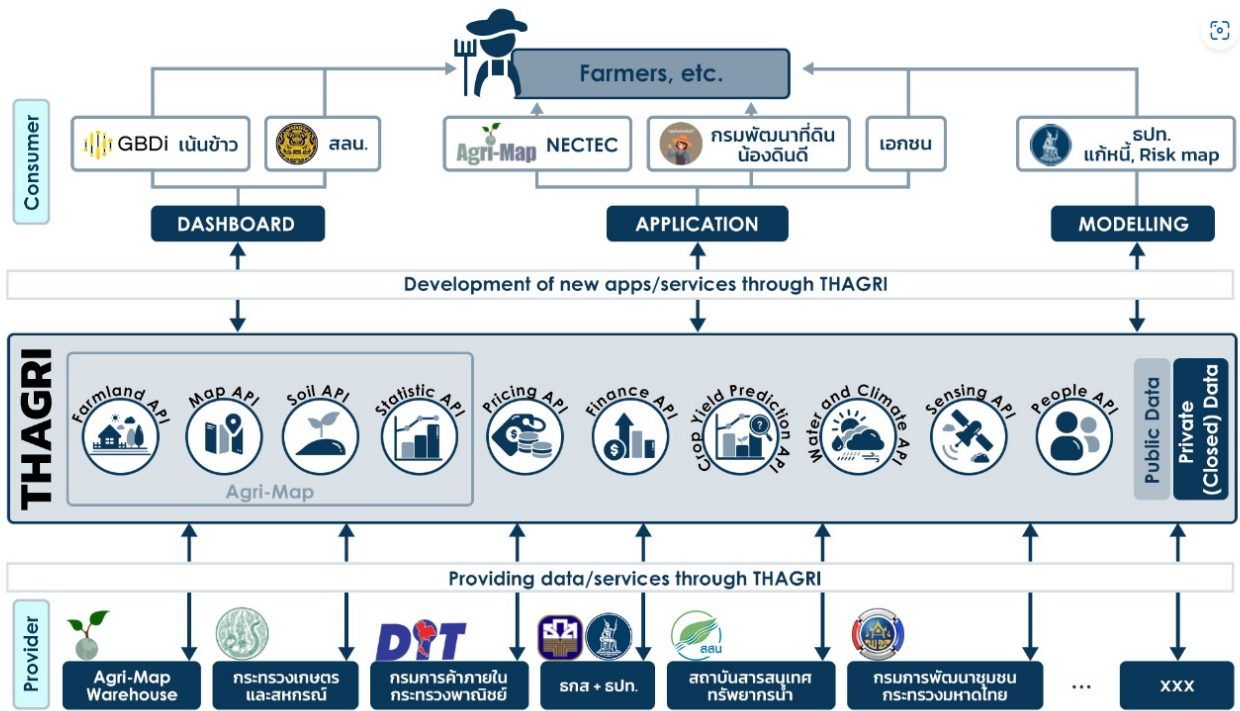 Farmers, etc.
Consumer
GBDi เน้นข้าว
สลน.
Agri-Map NECTEC
กรมพัฒนาที่ดิน
น้องดินดี
เอกชน
ธปท.
แก้หนี้, Risk map
DASHBOARD
APPLICATION
MODELLING
Development of new apps/services through THAGRI
THAGRI
Farmland API
Map API
Soil API
Statistic API
Agri-Map
Pricing API
Finance API
Crop Yield Prediction API
Water and Climate API
Sensing API
People API
Public Data
Private
(Closed) Data
Providing data/services through THAGRI
Provider
DIT
สสน
Agri-Map
Warehouse
กระทรวงเกษตร
และสหกรณ์
กรมการค้าภายใน
กระทรวงพาณิชย์
ธกส + ธปท.
สถาบันสารสนเทศ
ทรัพยากรน้ำ
กรมการพัฒนาชุมชน
กระทรวงมหาดไทย
...
XXX